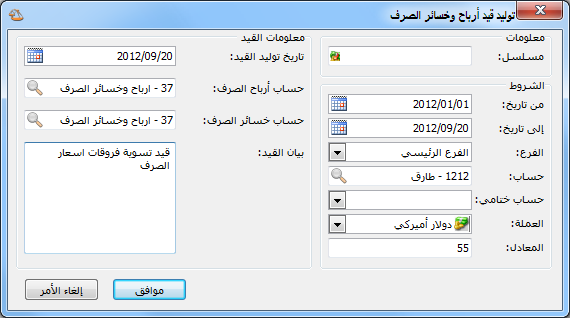 توليد قيد أرباح وخسائر الصرف
معلومات
مسلسل:
الشروط
من تاريخ: 2012/01/01
إلى تاريخ: 2012/09/20
الفرع: الفرع الرئيسي
حساب: 1212 - طارق
حساب ختامي:
العملة: دولار أميركي
المعادل: 55
معلومات القيد
تاريخ توليد القيد: 2012/09/20
حساب أرباح الصرف: 37 - ارباح وخسائر الصرف
حساب خسائر الصرف: 37 - ارباح وخسائر الصرف
بيان القيد: قيد تسوية فروقات اسعار
الصرف
موافق
إلغاء الأمر